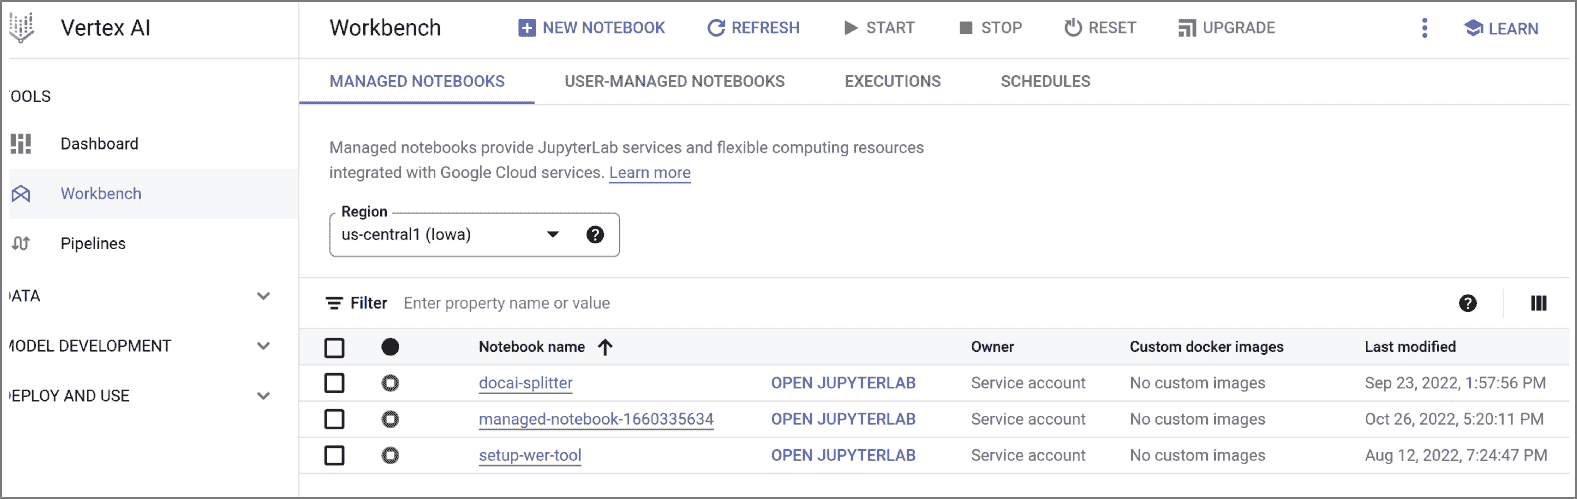 Vertex AI
Workbench
NEW NOTEBOOK
REFRESH
START
STOP
RESET
UPGRADE
LEARN
TOOLS
Dashboard
Workbench
Pipelines
DATA
MODEL DEVELOPMENT
DEPLOY AND USE
MANAGED NOTEBOOKS
USER-MANAGED NOTEBOOKS
EXECUTIONS
SCHEDULES
Managed notebooks provide JupyterLab services and flexible computing resources
integrated with Google Cloud services. Learn more
Region
us-central1 (Iowa)
Filter Enter property name or value
Notebook name Owner Custom docker images Last modified
docai-splitter OPEN JUPYTERLAB Service account No custom images Sep 23, 2022, 1:57:56 PM
managed-notebook-1660335634 OPEN JUPYTERLAB Service account No custom images Oct 26, 2022, 5:20:11 PM
setup-wer-tool OPEN JUPYTERLAB Service account No custom images Aug 12, 2022, 7:24:47 PM